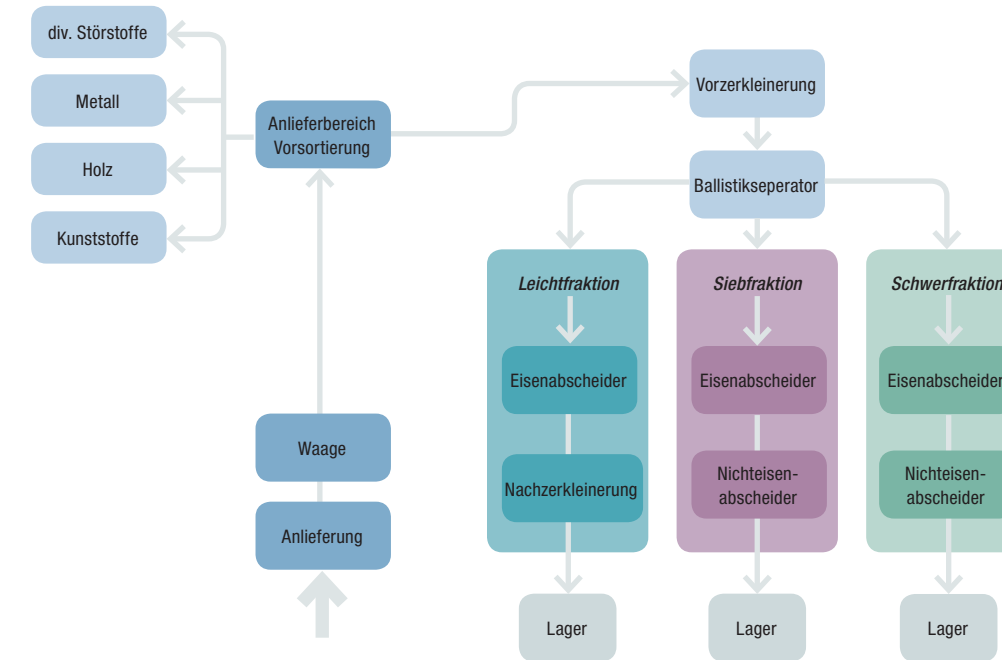 div. Störstoffe
Metall
Holz
Kunststoffe
Anlieferbereich
Vorsortierung
Waage
Anlieferung
Vorzerkleinerung
Ballistikseperator
Leichtfraktion
Eisenabscheider
Nachzerkleinerung
Lager
Siebfraktion
Eisenabscheider
Nichteisen-
abscheider
Lager
Schwerfraktion
Eisenabscheider
Nichteisen-
abscheider
Lager